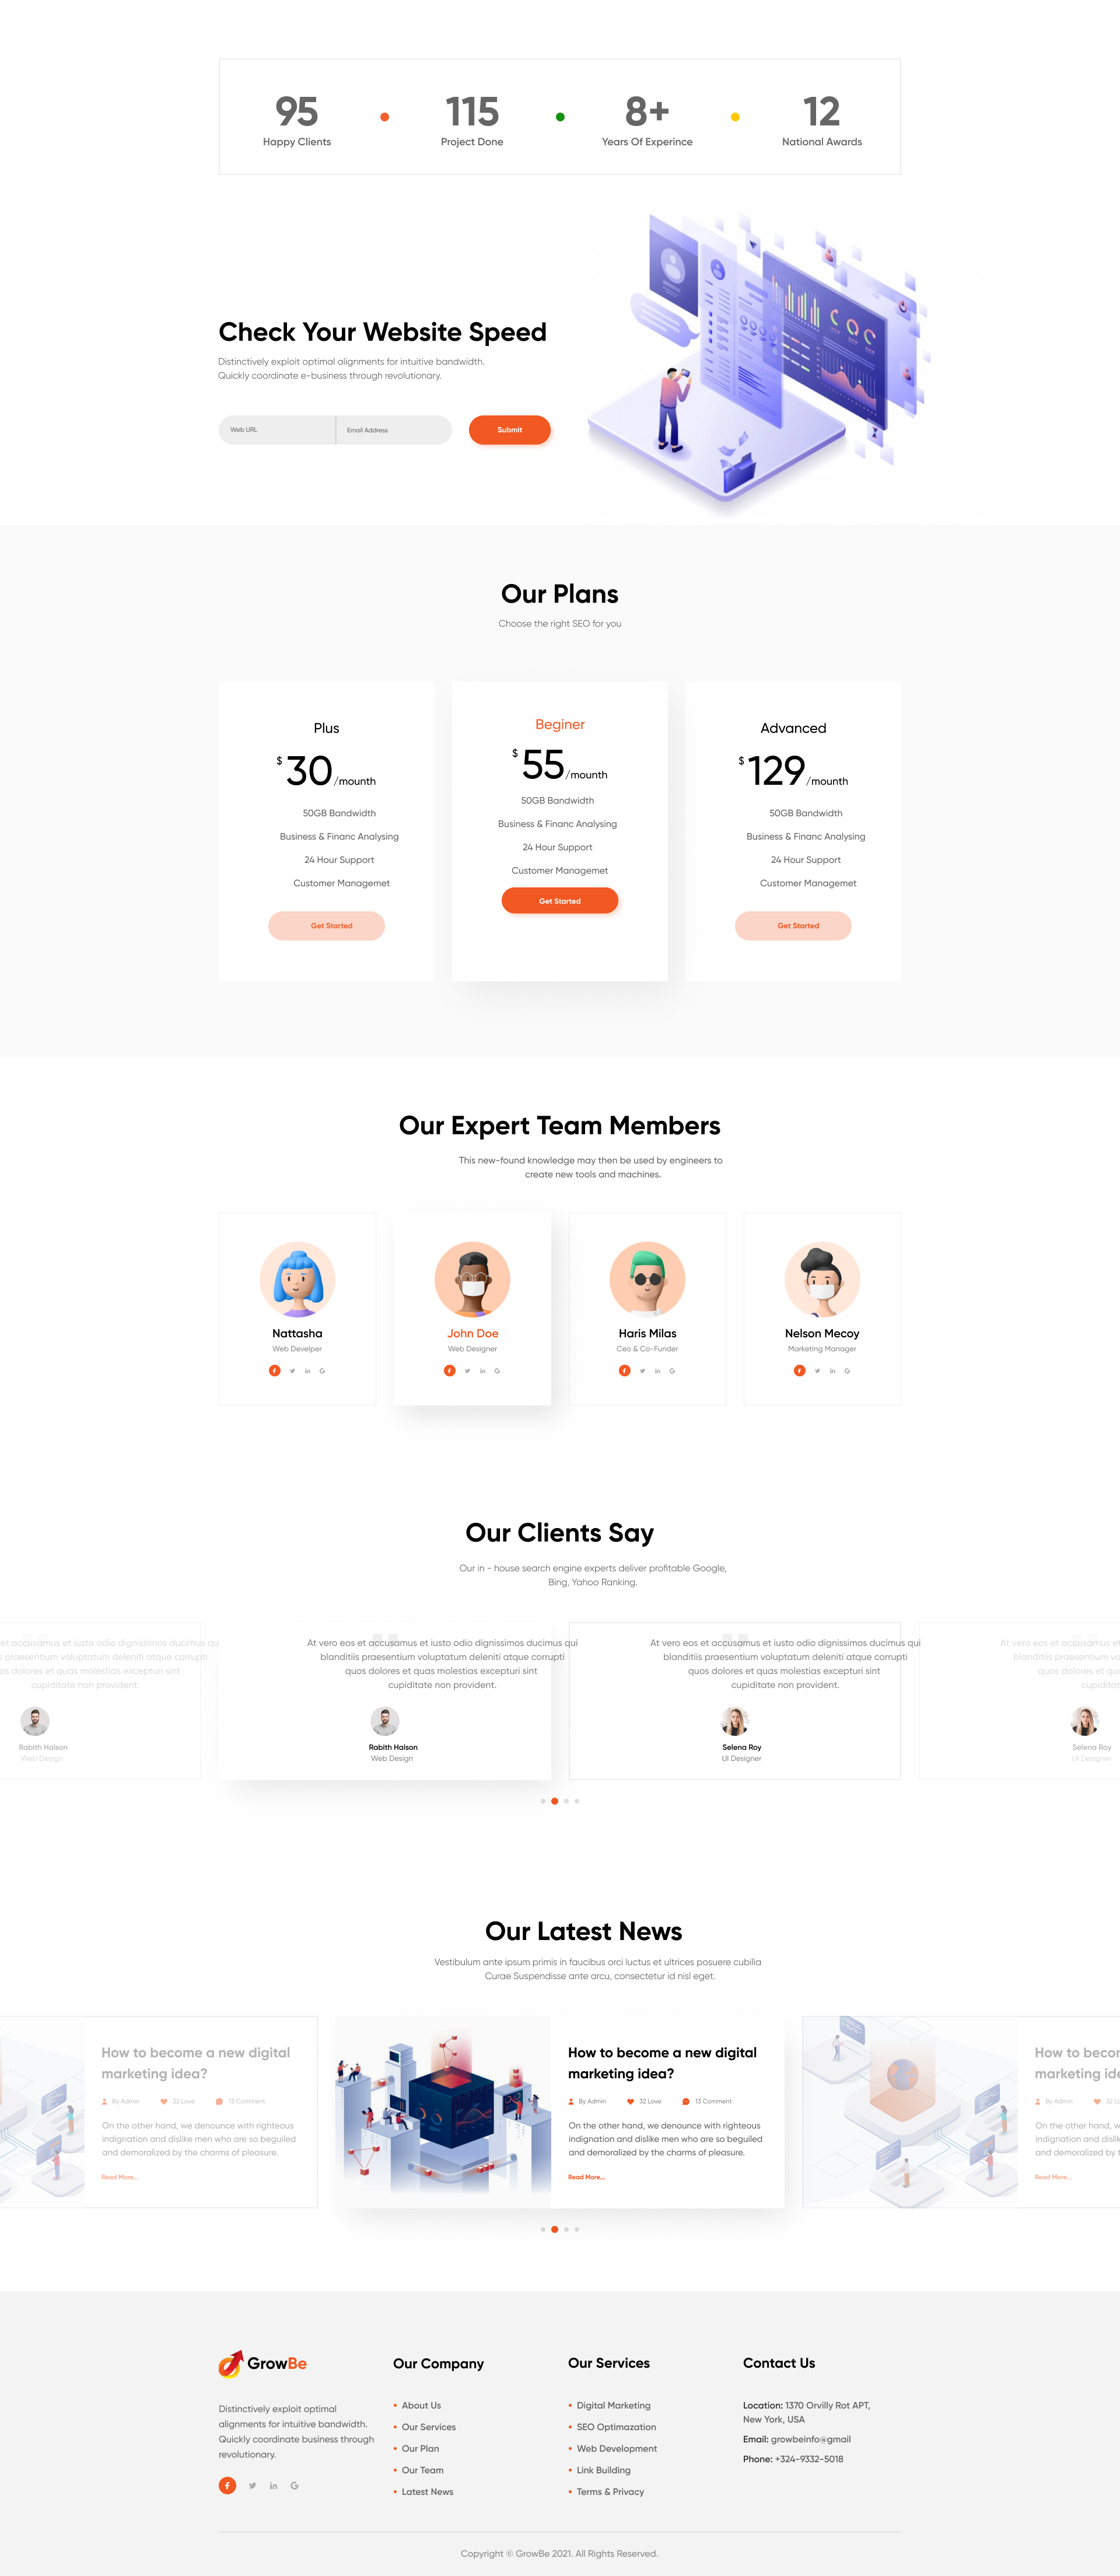 95
Happy Clients
115
Project Done
8+
Years Of Experince
12
National Awards
Check Your Website Speed
Distinctively exploit optimal alignments for intuitive bandwidth.
Quickly coordinate e-business through revolutionary.
Web URL
Email Address
Submit
Our Plans
Choose the right SEO for you
Plus
$ 30 /mounth
50GB Bandwidth
Business & Financ Analysing
24 Hour Support
Customer Managemet
Get Started
Beginer
$ 55 /mounth
50GB Bandwidth
Business & Financ Analysing
24 Hour Support
Customer Managemet
Get Started
Advanced
$ 129 /mounth
50GB Bandwidth
Business & Financ Analysing
24 Hour Support
Customer Managemet
Get Started
Our Expert Team Members
This new-found knowledge may then be used by engineers to
create new tools and machines.
Nattasha
Web Develper
John Doe
Web Designer
Haris Milas
Ceo & Co-Funder
Nelson Mecoy
Marketing Manager
Our Clients Say
Our in - house search engine experts deliver profitable Google,
Bing, Yahoo Ranking.
et accusamus et iusto odio dignissimos ducimus qu
praesentium voluptatum deleniti atque corrupti
os dolores et quas molestias excepturi sint
cupiditate non provident.
Rabith Halson
Web Design
At vero eos et accusamus et iusto odio dignissimos ducimus qui
blanditiis praesentium voluptatum deleniti atque corrupti
quos dolores et quas molestias excepturi sint
cupiditate non provident.
Rabith Halson
Web Design
At vero eos et accusamus et iusto odio dignissimos ducimus qui
blanditiis praesentium voluptatum deleniti atque corrupti
quos dolores et quas molestias excepturi sint
cupiditate non provident.
Selena Roy
UI Designer
At vero eos et accusamus et
blanditiis praesentium vo
quos dolores et qu
cupiditat
Selena Roy
UI Designer
Our Latest News
Vestibulum ante ipsum primis in faucibus orci luctus et ultrices posuere cubilia
Curae Suspendisse ante arcu, consectetur id nisl eget.
How to become a new digital
marketing idea?
By Admin
32 Love
13 Comment
On the other hand, we denounce with righteous
indignation and dislike men who are so beguiled
and demoralized by the charms of pleasure.
Read More...
How to become a new digital
marketing idea?
By Admin
32 Love
13 Comment
On the other hand, we denounce with righteous
indignation and dislike men who are so beguiled
and demoralized by the charms of pleasure.
Read More...
How to becor
marketing ide
By Admin
32 Lo
On the other hand, w
indignation and dislik
and demoralized by t
Read More...
GrowBe
Distinctively exploit optimal
alignments for intuitive bandwidth.
Quickly coordinate business through
revolutionary.
Our Company
About Us
Our Services
Our Plan
Our Team
Latest News
Our Services
Digital Marketing
SEO Optimazation
Web Development
Link Building
Terms & Privacy
Contact Us
Location: 1370 Orvilly Rot APT,
New York, USA
Email: growbeinfo@gmail
Phone: +324-9332-5018
Copyright © GrowBe 2021. All Rights Reserved.